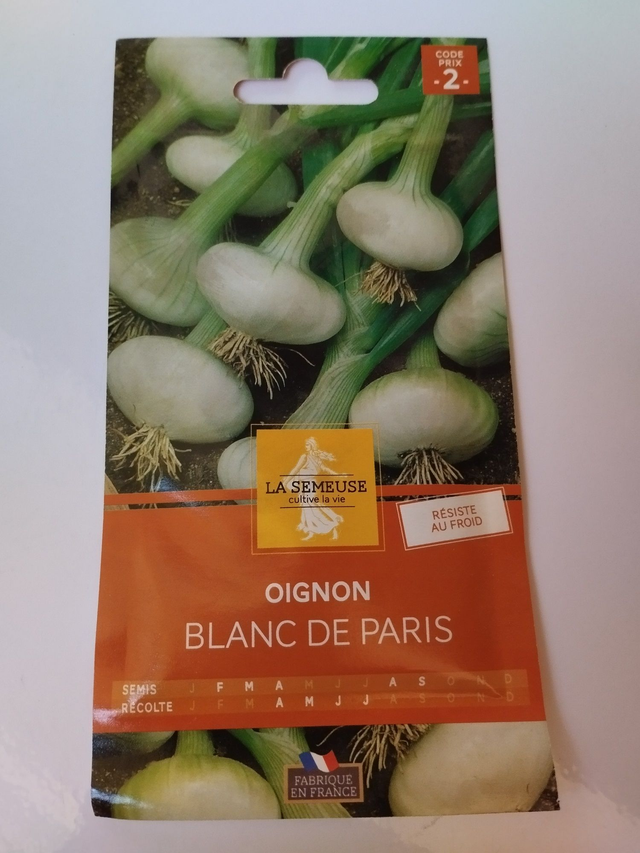 CODE
PRIX
-2-
LA SEMEUSE
cultive la vie
RÉSISTE
AU FROID
OIGNON
BLANC DE PARIS
SEMIS J F M A M J J A S O N D
RÉCOLTE J F M A M J J A S O N D
FABRIQUÉ
EN FRANCE